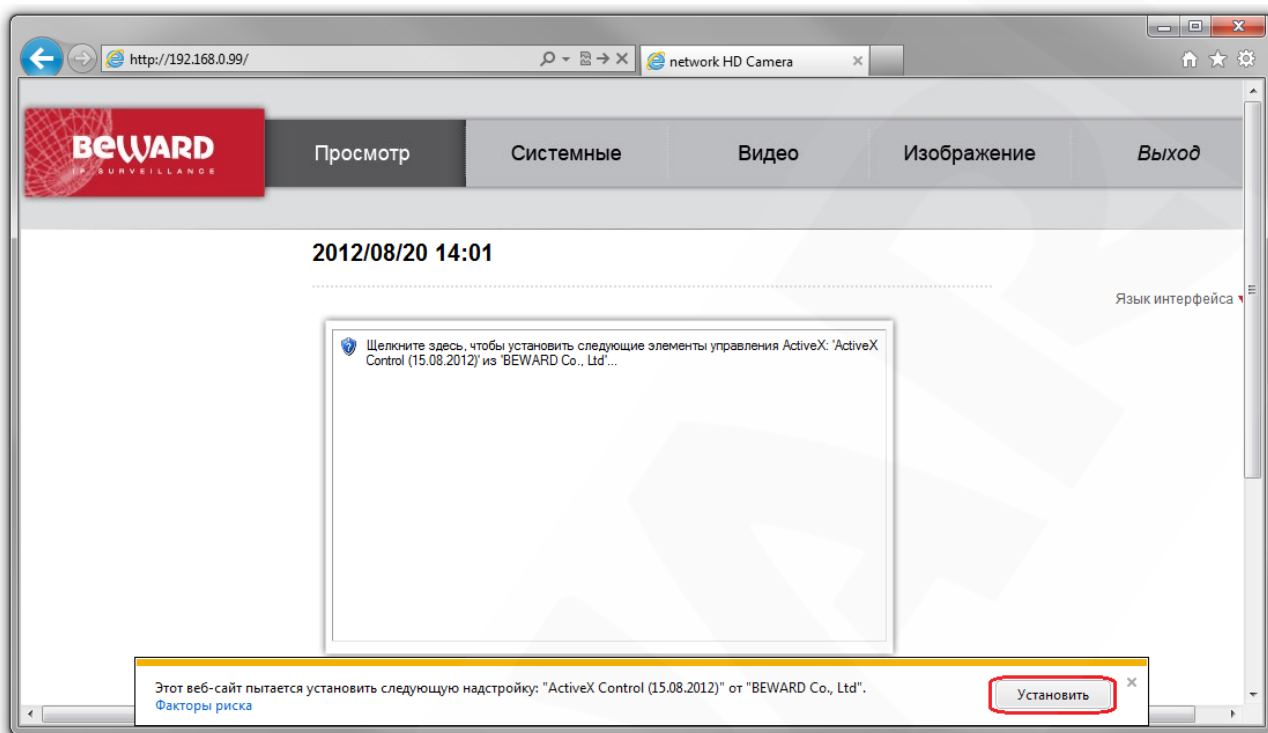 http://192.168.0.99/
network HD Camera
BEWARD
IP SURVEILLANCE
Просмотр
Системные
Видео
Изображение
Выход
2012/08/20 14:01
Язык интерфейса
Щелкните здесь, чтобы установить следующие элементы управления ActiveX: 'ActiveX
Control (15.08.2012)' из 'BEWARD Co., Ltd'...
Этот веб-сайт пытается установить следующую надстройку: "ActiveX Control (15.08.2012)" от "BEWARD Co., Ltd".
Факторы риска
Установить